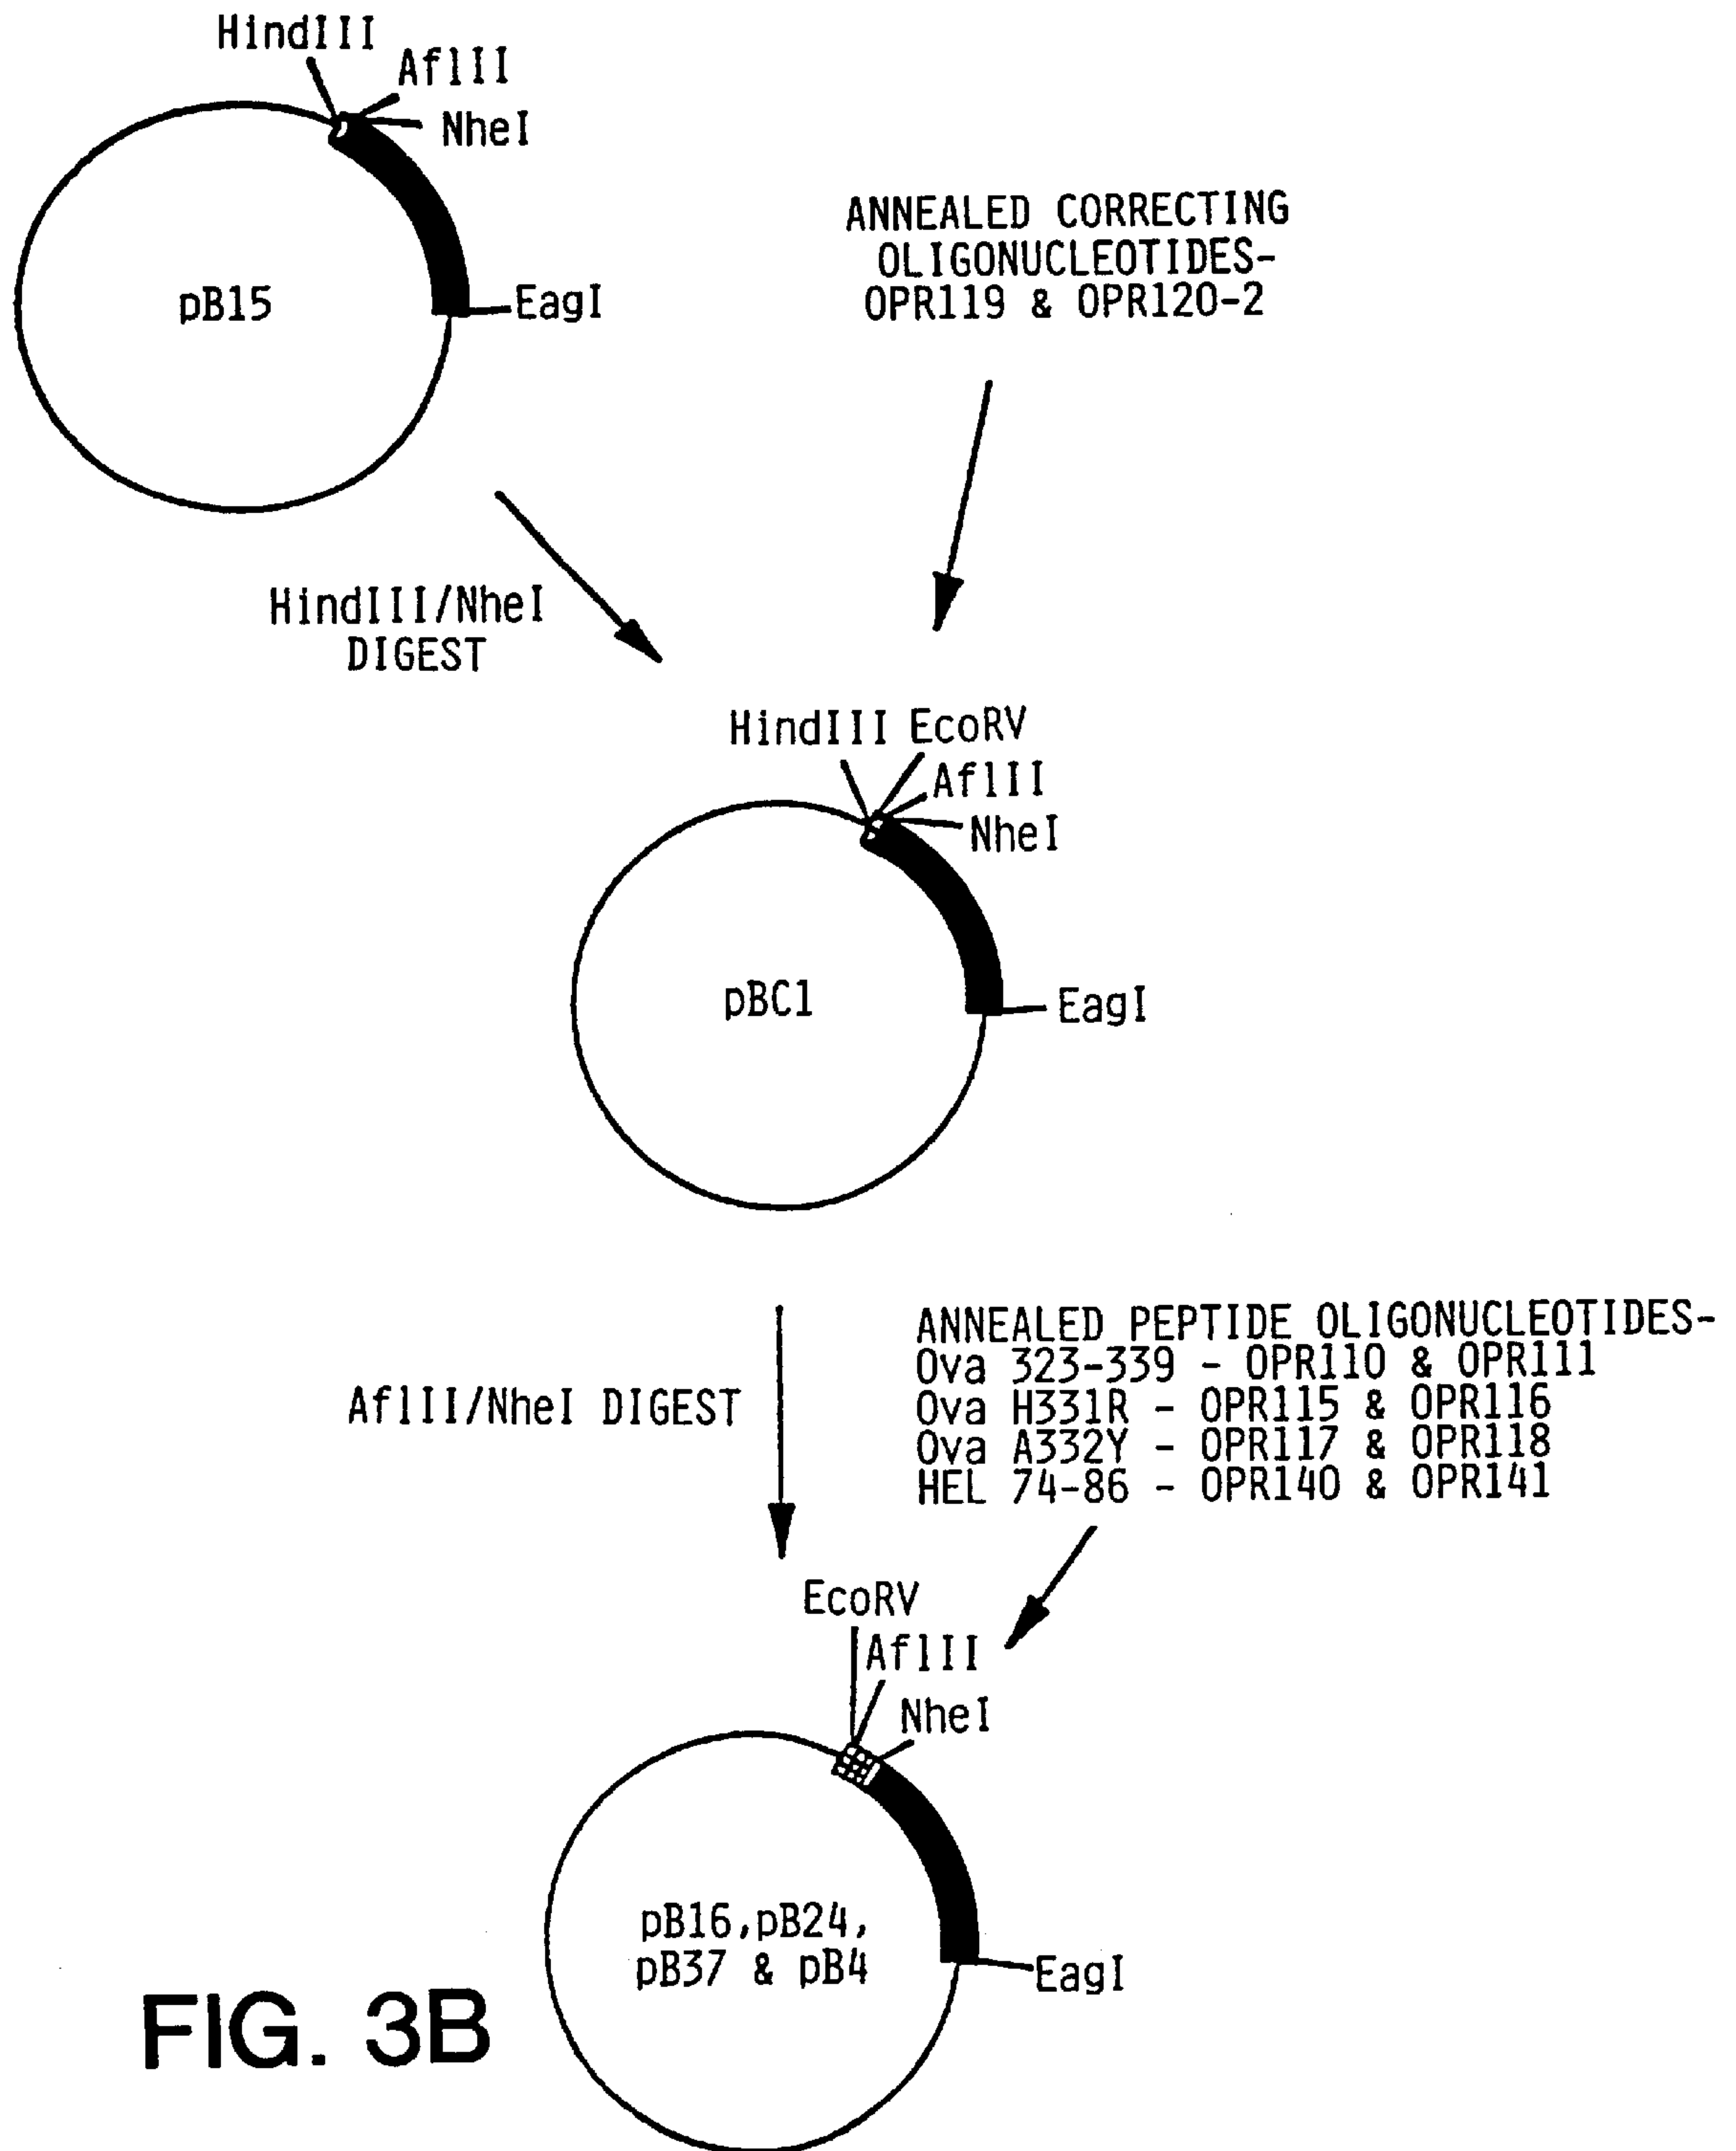 HindIII
AflII
NheI
pB15
EagI
ANNEALED CORRECTING
OLIGONUCLEOTIDES-
OPR119 & OPR120-2
HindIII/NheI
DIGEST
HindIII EcoRV
AflII
NheI
pBC1
EagI
AflII/NheI DIGEST
ANNEALED PEPTIDE OLIGONUCLEOTIDES-
Ova 323-339 - OPR110 & OPR111
Ova H331R - OPR115 & OPR116
Ova A332Y - OPR117 & OPR118
HEL 74-86 - OPR140 & OPR141
EcoRV
AflII
NheI
pB16,pB24,
pB37 & pB4
EagI
FIG. 3B